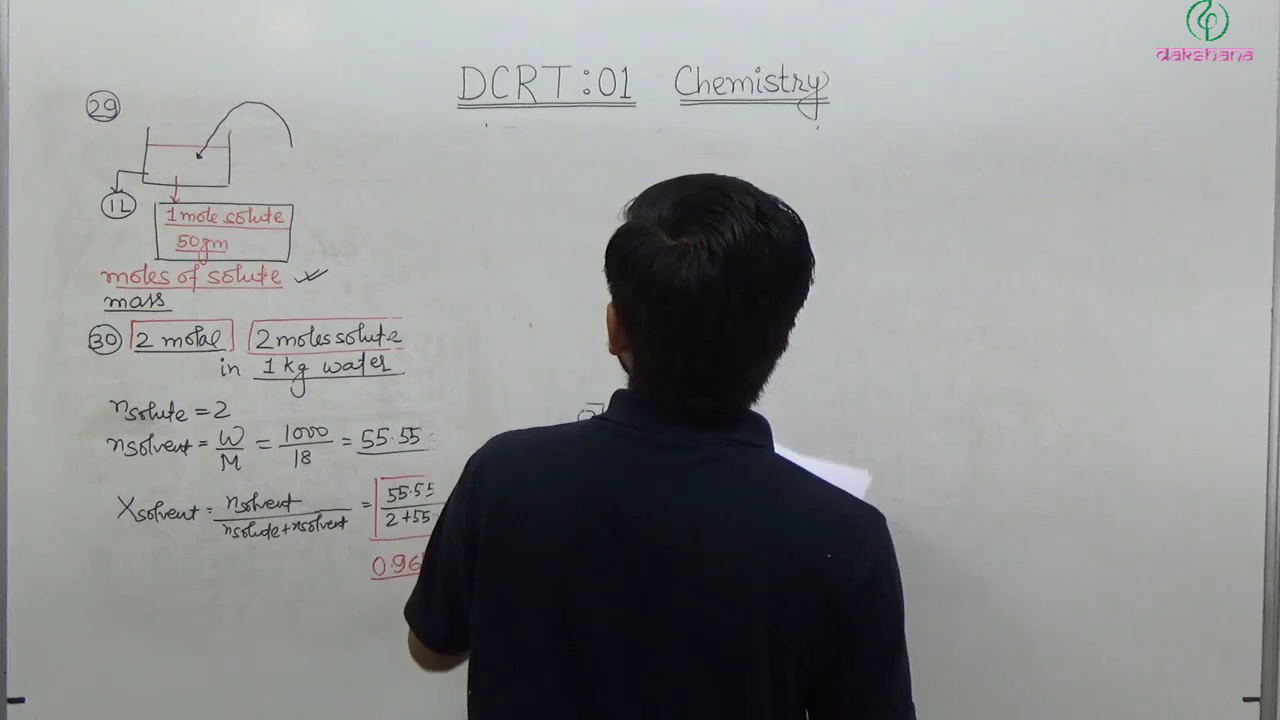 dakshana
DCRT:01 Chemistry
29
1L
1 mole solute
50gm
moles of solute ✓
mass
30 2 molal 2 moles solute
in 1 kg water
nsolute = 2
nsolvent = W/M = 1000/18 = 55.55
Xsolvent = nsolvent/nsolute+nsolvent = 55.55/2+55
0.96